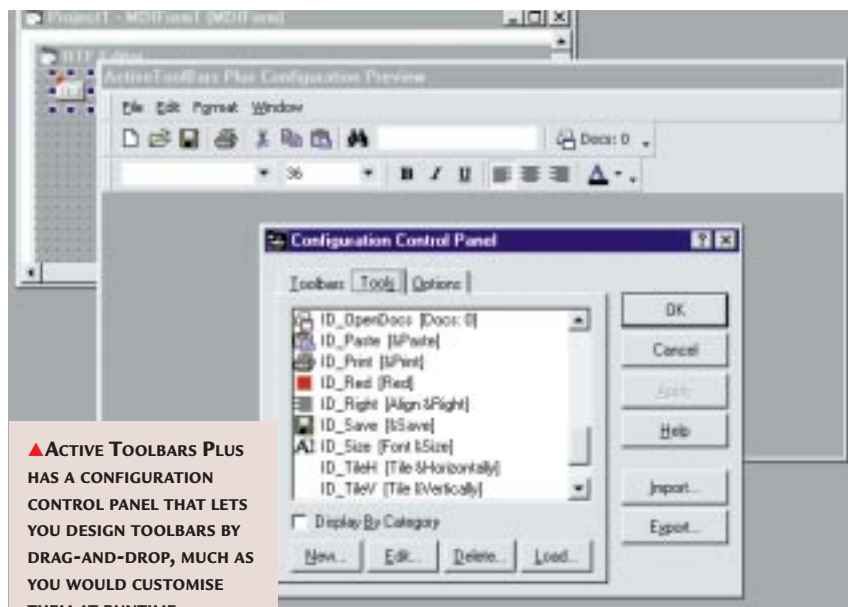 Project1 - MDIForm1 (MDIForm)
RTF Editor
ActiveToolBars Plus Configuration Preview
File Edit Format Window
Docs: 0
36
B I U A
Configuration Control Panel
Toolbars Tools Options
ID_OpenDocs [Docs: 0]
ID_Paste [&Paste]
ID_Print [&Print]
ID_Red [Red]
ID_Right [Align &Right]
ID_Save [&Save]
ID_Size [Font &Size]
ID_TileH [Tile &Horizontally]
ID_TileV [Tile &Vertically]
Display By Category
New... Edit... Delete... Load...
OK
Cancel
Apply
Help
Import...
Export...
▲ACTIVE TOOLBARS PLUS
HAS A CONFIGURATION
CONTROL PANEL THAT LETS
YOU DESIGN TOOLBARS BY
DRAG-AND-DROP, MUCH AS
YOU WOULD CUSTOMISE
THEM AT RUNTIME